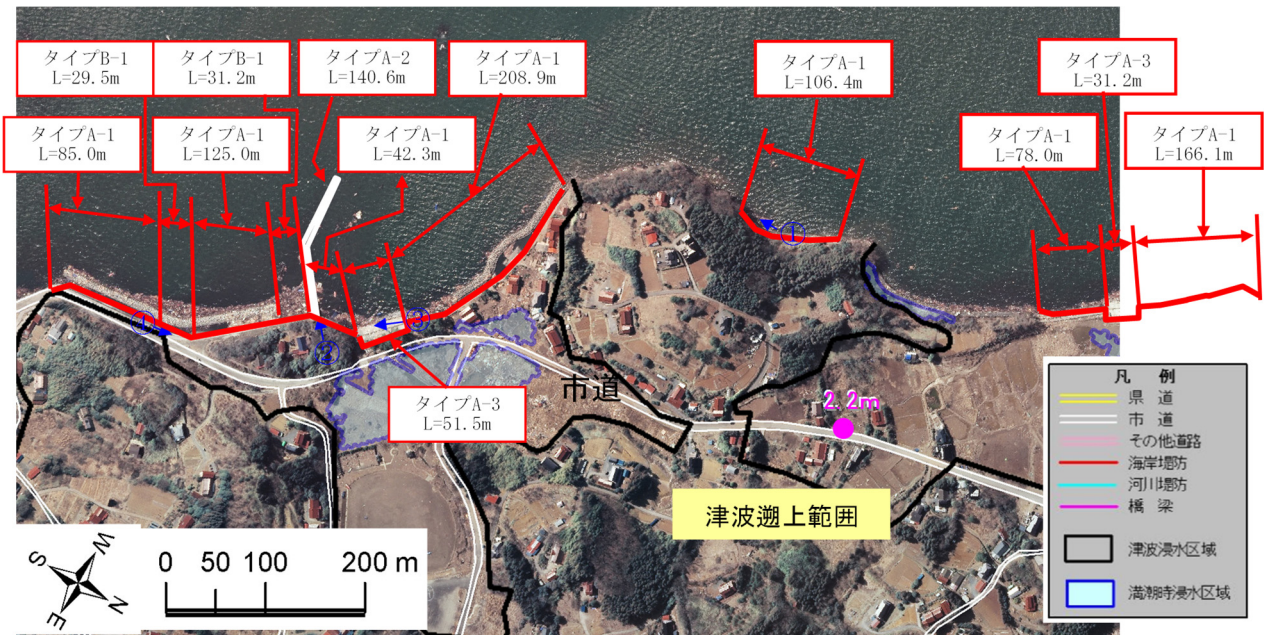 タイプB-1
L=29.5m
タイプB-1
L=31.2m
タイプA-2
L=140.6m
タイプA-1
L=208.9m
タイプA-1
L=106.4m
タイプA-3
L=31.2m
タイプA-1
L=85.0m
タイプA-1
L=125.0m
タイプA-1
L=42.3m
タイプA-1
L=78.0m
タイプA-1
L=166.1m
①
①
②
③
タイプA-3
L=51.5m
市道
2.2m
津波遡上範囲
凡 例
県 道
市 道
その他道路
海岸堤防
河川堤防
橋 梁
津波浸水区域
満潮時浸水区域
S W
E N
0 50 100 200 m